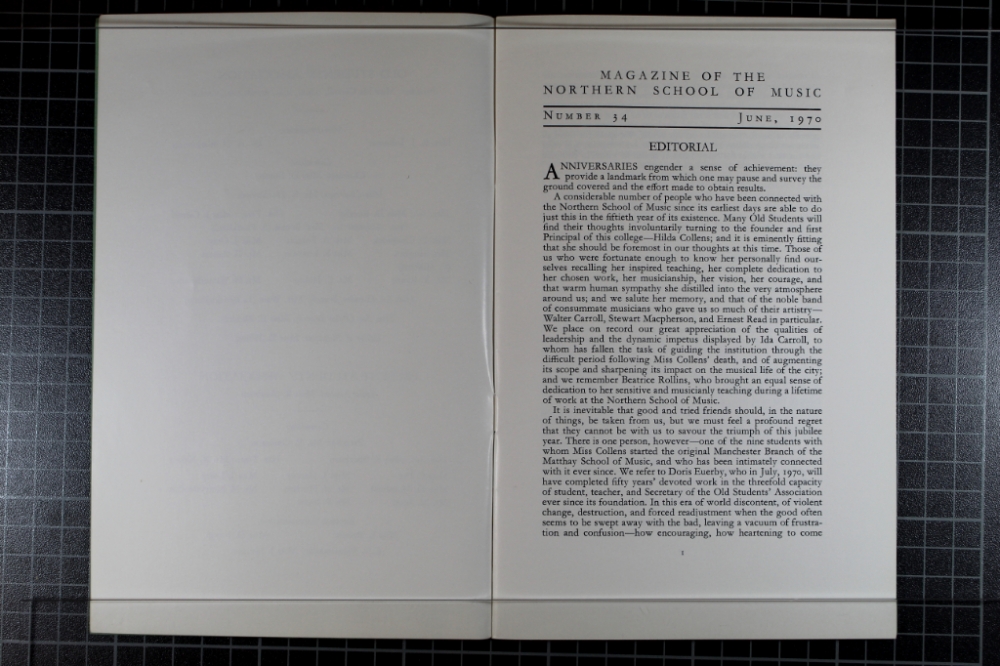 MAGAZINE OF THE
NORTHERN SCHOOL OF MUSIC
NUMBER 34 JUNE, 1970
EDITORIAL
ANNIVERSARIES engender a sense of achievement: they
provide a landmark from which one may pause and survey the
ground covered and the effort made to obtain results.
A considerable number of people who have been connected with
the Northern School of Music since its earliest days are able to do
just this in the fiftieth year of its existence. Many Old Students will
find their thoughts involuntarily turning to the founder and first
Principal of this college—Hilda Collens; and it is eminently fitting
that she should be foremost in our thoughts at this time. Those of
us who were fortunate enough to know her personally find our-
selves recalling her inspired teaching, her complete dedication to
her chosen work, her musicianship, her vision, her courage, and
that warm human sympathy she distilled into the very atmosphere
around us; and we salute her memory, and that of the noble band
of consummate musicians who gave us so much of their artistry—
Walter Carroll, Stewart Macpherson, and Ernest Read in particular.
We place on record our great appreciation of the qualities of
leadership and the dynamic impetus displayed by Ida Carroll, to
whom has fallen the task of guiding the institution through the
difficult period following Miss Collens' death, and of augmenting
its scope and sharpening its impact on the musical life of the city;
and we remember Beatrice Rollins, who brought an equal sense of
dedication to her sensitive and musicianly teaching during a lifetime
of work at the Northern School of Music.
It is inevitable that good and tried friends should, in the nature
of things, be taken from us, but we must feel a profound regret
that they cannot be with us to savour the triumph of this jubilee
year. There is one person, however—one of the nine students with
whom Miss Collens started the original Manchester Branch of the
Matthay School of Music, and who has been intimately connected
with it ever since. We refer to Doris Euerby, who in July, 1970, will
have completed fifty years' devoted work in the threefold capacity
of student, teacher, and Secretary of the Old Students' Association
ever since its foundation. In this era of world discontent, of violent
change, destruction, and forced readjustment when the good often
seems to be swept away with the bad, leaving a vacuum of frustra-
tion and confusion—how encouraging, how heartening to come